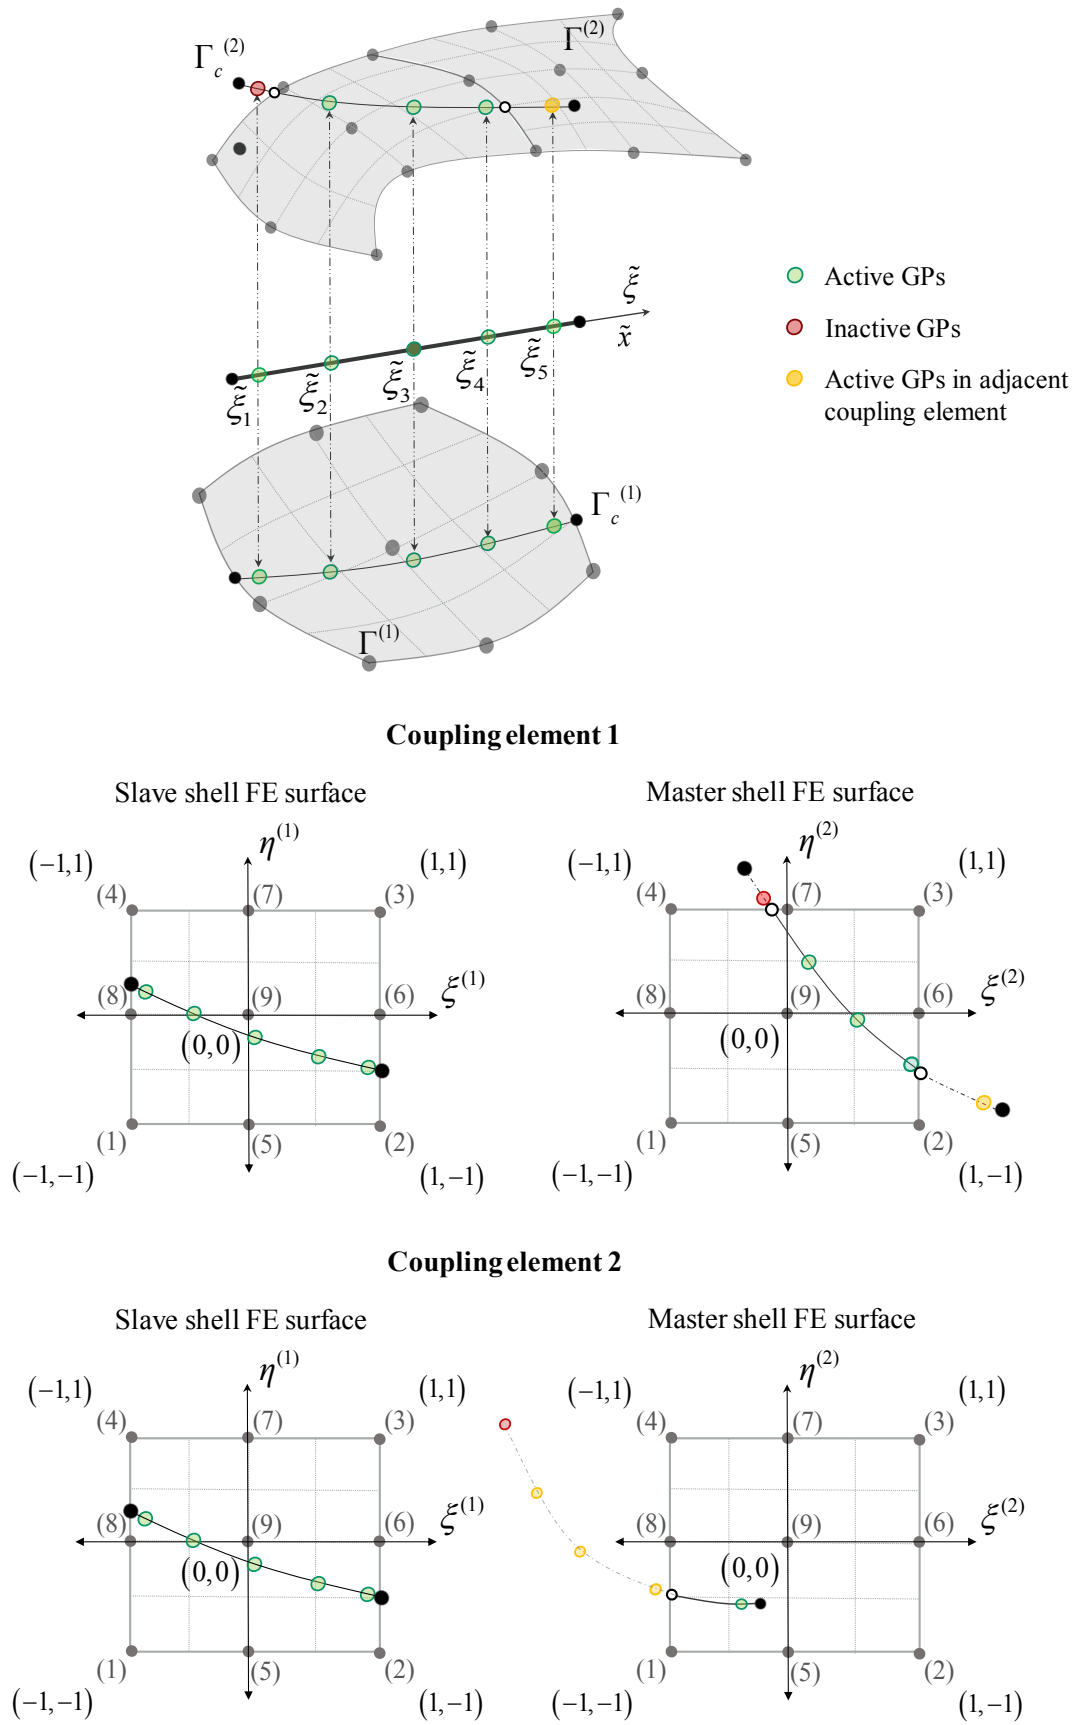 Γc(2)
Γ(2)
ξ̃
x̃
ξ̃1 ξ̃2 ξ̃3 ξ̃4 ξ̃5
Active GPs
Inactive GPs
Active GPs in adjacent
coupling element
Γc(1)
Γ(1)
Coupling element 1
Slave shell FE surface
η(1)
(−1,1) (1,1)
(4) (7) (3)
ξ(1)
(8) (9) (6)
(0,0)
(1) (5) (2)
(−1,−1) (1,−1)
Master shell FE surface
η(2)
(−1,1) (1,1)
(4) (7) (3)
ξ(2)
(8) (9) (6)
(0,0)
(1) (5) (2)
(−1,−1) (1,−1)
Coupling element 2
Slave shell FE surface
η(1)
(−1,1) (1,1)
(4) (7) (3)
ξ(1)
(8) (9) (6)
(0,0)
(1) (5) (2)
(−1,−1) (1,−1)
Master shell FE surface
η(2)
(−1,1) (1,1)
(4) (7) (3)
ξ(2)
(8) (9) (6)
(0,0)
(1) (5) (2)
(−1,−1) (1,−1)